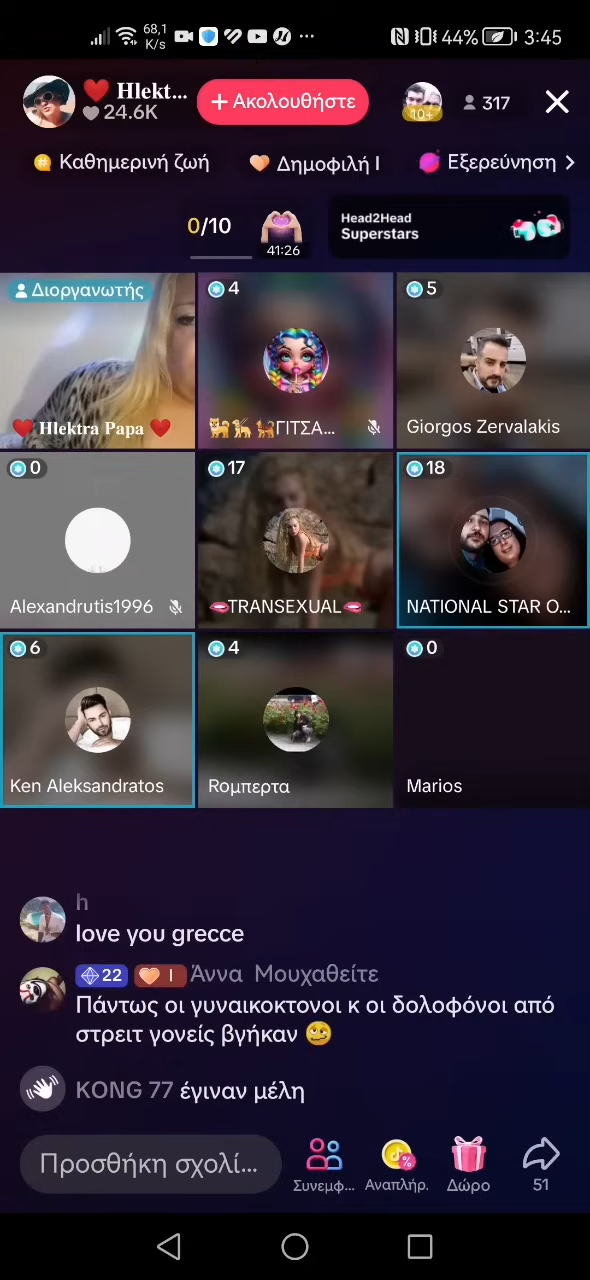 68,1 K/s
44% 3:45
❤️ Hlekt...
24.6K
+ Ακολουθήστε
10+
317
Καθημερινή ζωή
Δημοφιλή I
Εξερεύνηση >
0/10
41:26
Head2Head
Superstars
Διοργανωτής
❤️ Hlektra Papa ❤️
4
🐕🐕‍🦺🐈ΓΙΤΣΑ...
5
Giorgos Zervalakis
0
Alexandrutis1996
17
👄TRANSEXUAL👄
18
NATIONAL STAR O...
6
Ken Aleksandratos
4
Ρομπερτα
0
Marios
h
love you grecce
22 I Άννα Μουχαθείτε
Πάντως οι γυναικοκτονοι κ οι δολοφόνοι από
στρειτ γονείς βγήκαν 🥴
KONG 77 έγιναν μέλη
Προσθήκη σχολί...
Συνεμφ...
Αναπλήρ.
Δώρο
51